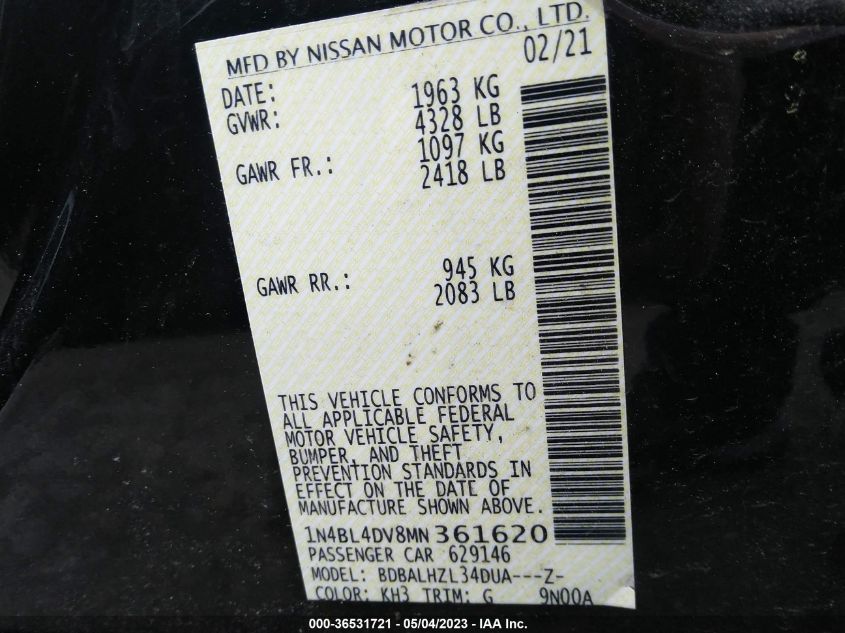 MFD BY NISSAN MOTOR CO., LTD.
DATE: 02/21
GVWR: 1963 KG
4328 LB
GAWR FR.: 1097 KG
2418 LB
GAWR RR.: 945 KG
2083 LB
THIS VEHICLE CONFORMS TO
ALL APPLICABLE FEDERAL
MOTOR VEHICLE SAFETY,
BUMPER, AND THEFT
PREVENTION STANDARDS IN
EFFECT ON THE DATE OF
MANUFACTURE SHOWN ABOVE.
1N4BL4DV8MN361620
PASSENGER CAR 629146
MODEL: BDBALHZL34DUA---Z-
COLOR: KH3 TRIM: G 9N00A
000-36531721 - 05/04/2023 - IAA Inc.